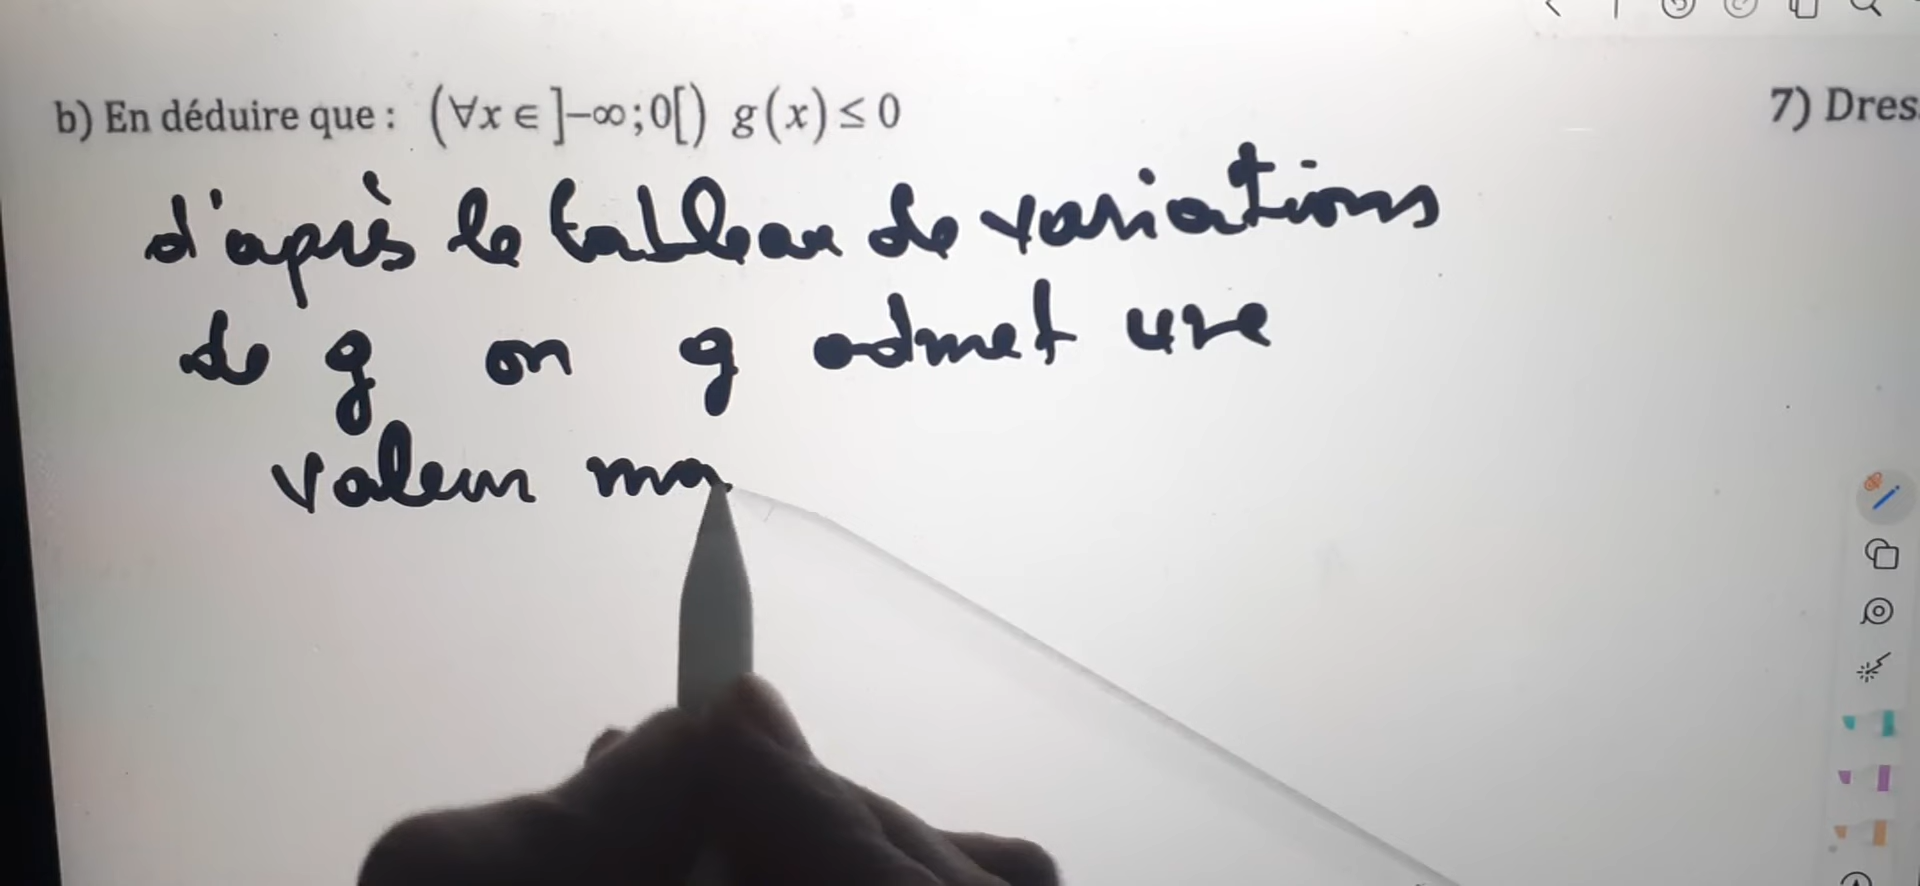 b) En déduire que : (∀x ∈ ]−∞;0[) g(x) ≤ 0
7) Dres
d'après le tableau de variations
de g on g admet une
valeur ma